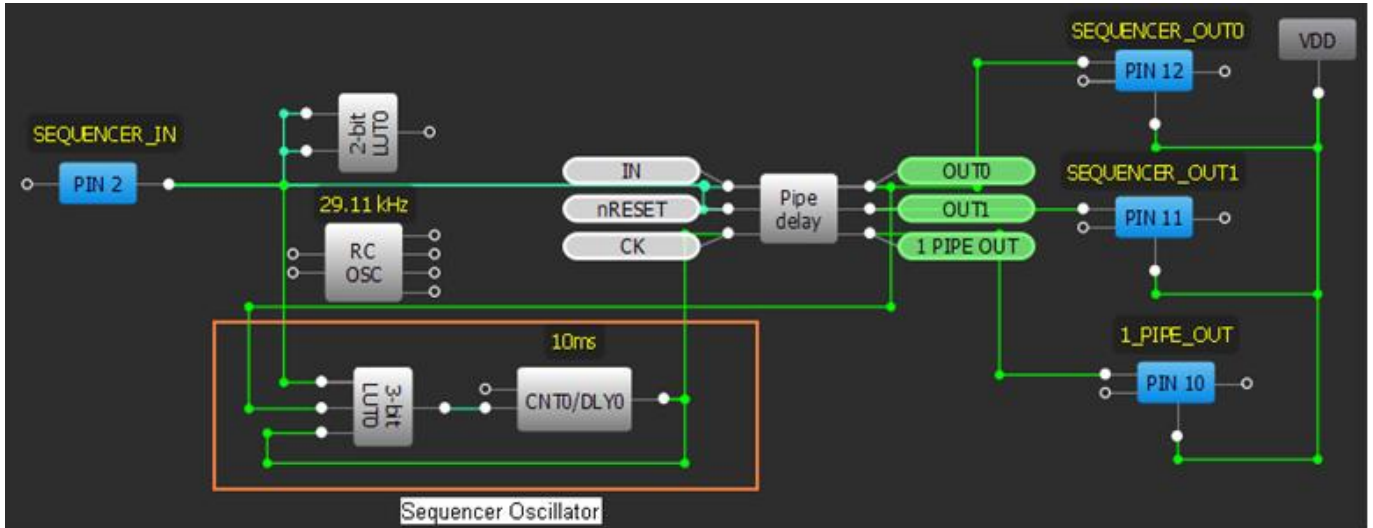 SEQUENCER_OUT0
VDD
PIN 12
2-bit
LUT0
SEQUENCER_IN
PIN 2
IN
OUT0
SEQUENCER_OUT1
29.11 kHz
nRESET
Pipe
delay
OUT1
PIN 11
RC
OSC
CK
1 PIPE OUT
10ms
1_PIPE_OUT
3-bit
LUT0
CNT0/DLY0
PIN 10
Sequencer Oscillator